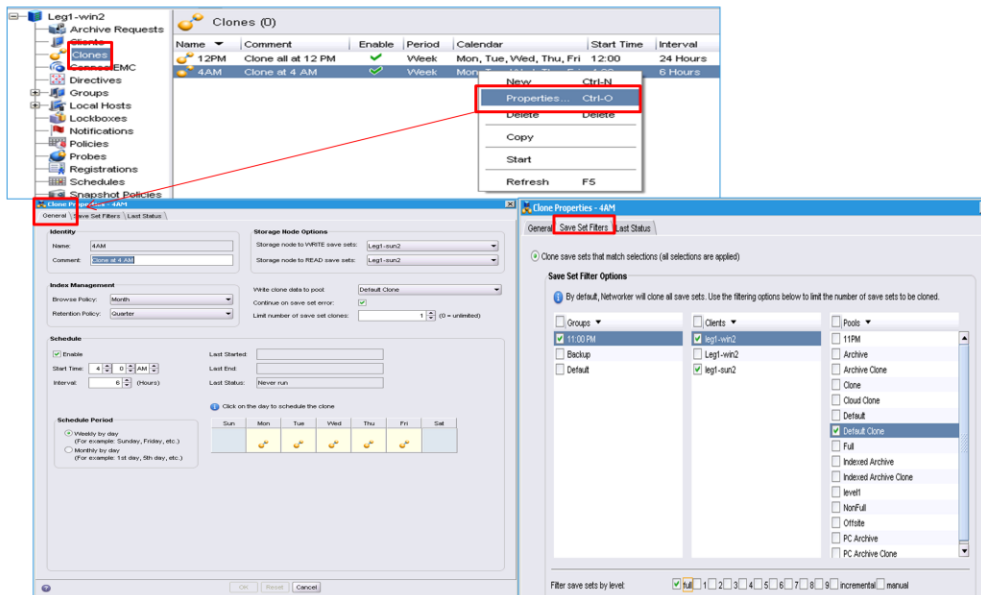 Leg1-win2
Archive Requests
Clients
Clones
EMC
Directives
Groups
Local Hosts
Lockboxes
Notifications
Policies
Probes
Registrations
Schedules
Snapshot Policies
Clones (0)
Name Comment Enable Period Calendar Start Time Interval
12PM Clone all at 12 PM Week Mon, Tue, Wed, Thu, Fri 12:00 24 Hours
4AM Clone at 4 AM Week 6 Hours
New Ctrl-N
Properties... Ctrl-O
Delete Delete
Copy
Start
Refresh F5
Clone Properties - 4AM
General Save Set Filters Last Status
Identity
Name: 4AM
Comment: Clone at 4 AM
Storage Node Options
Storage node to WRITE save sets: Leg1-sun2
Storage node to READ save sets: Leg1-sun2
Index Management
Browse Policy: Month
Retention Policy: Quarter
Write clone data to pool: Default Clone
Continue on save set error:
Limit number of save set clones: 1 (0 = unlimited)
Schedule
Enable
Start Time: 4 0 AM
Interval: 6 (Hours)
Last Started:
Last End:
Last Status: Never run
Click on the day to schedule the clone
Schedule Period
Weekly by day
(For example: Sunday, Friday, etc.)
Monthly by day
(For example: 1st day, 5th day, etc.)
Sun Mon Tue Wed Thu Fri Sat
OK Reset Cancel
Clone Properties - 4AM
General Save Set Filters Last Status
Clone save sets that match selections (all selections are applied)
Save Set Filter Options
By default, Networker will clone all save sets. Use the filtering options below to limit the number of save sets to be cloned.
Groups
11:00 PM
Backup
Default
Clients
leg1-win2
Leg1-win2
leg1-sun2
Pools
11PM
Archive
Archive Clone
Clone
Cloud Clone
Default
Default Clone
Full
Indexed Archive
Indexed Archive Clone
level1
NonFull
Offsite
PC Archive
PC Archive Clone
Filter save sets by level: full 1 2 3 4 5 6 7 8 9 incremental manual